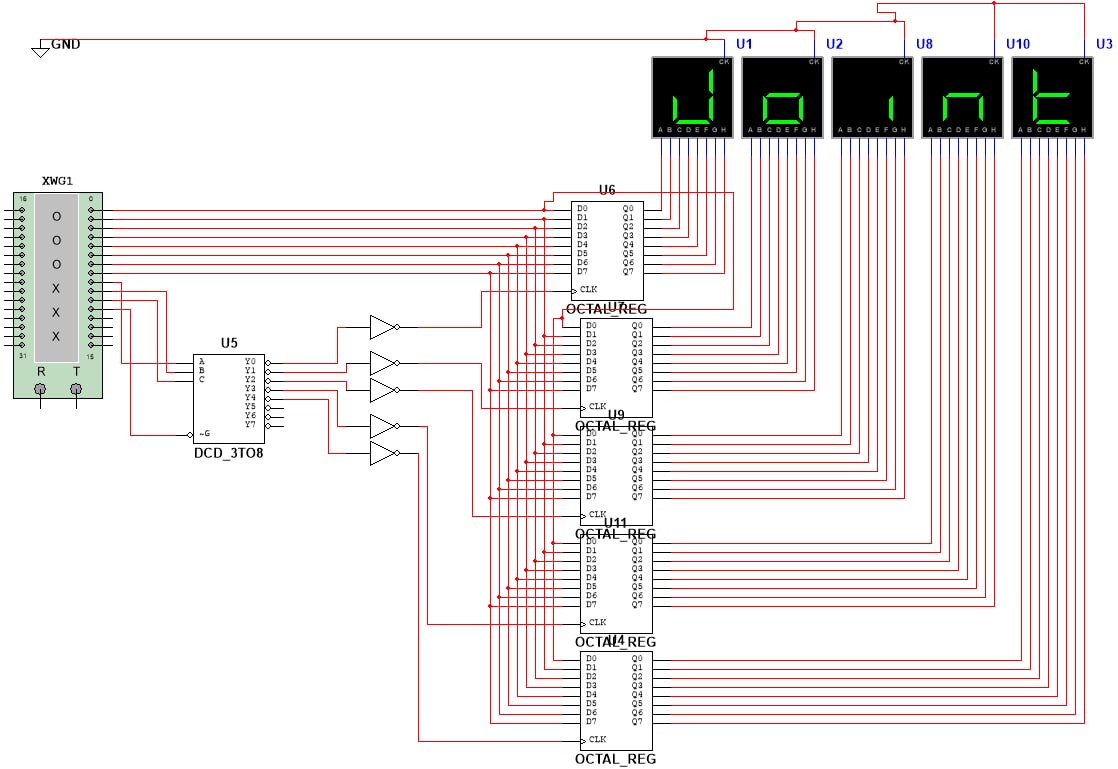 GND
U1 U2 U8 U10 U3
CK CK CK CK CK
J o i n t
A B C D E F G H A B C D E F G H A B C D E F G H A B C D E F G H A B C D E F G H
XWG1
16 0
O
O
O
X
X
X
31 15
R T
U6
D0 Q0
D1 Q1
D2 Q2
D3 Q3
D4 Q4
D5 Q5
D6 Q6
D7 Q7
CLK
OCTAL_REG
U7
D0 Q0
D1 Q1
D2 Q2
D3 Q3
D4 Q4
D5 Q5
D6 Q6
D7 Q7
CLK
OCTAL_REG
U5
A Y0
B Y1
C Y2
Y3
Y4
Y5
Y6
~G Y7
DCD_3TO8
U9
D0 Q0
D1 Q1
D2 Q2
D3 Q3
D4 Q4
D5 Q5
D6 Q6
D7 Q7
CLK
OCTAL_REG
U11
D0 Q0
D1 Q1
D2 Q2
D3 Q3
D4 Q4
D5 Q5
D6 Q6
D7 Q7
CLK
OCTAL_REG
U4
D0 Q0
D1 Q1
D2 Q2
D3 Q3
D4 Q4
D5 Q5
D6 Q6
D7 Q7
CLK
OCTAL_REG